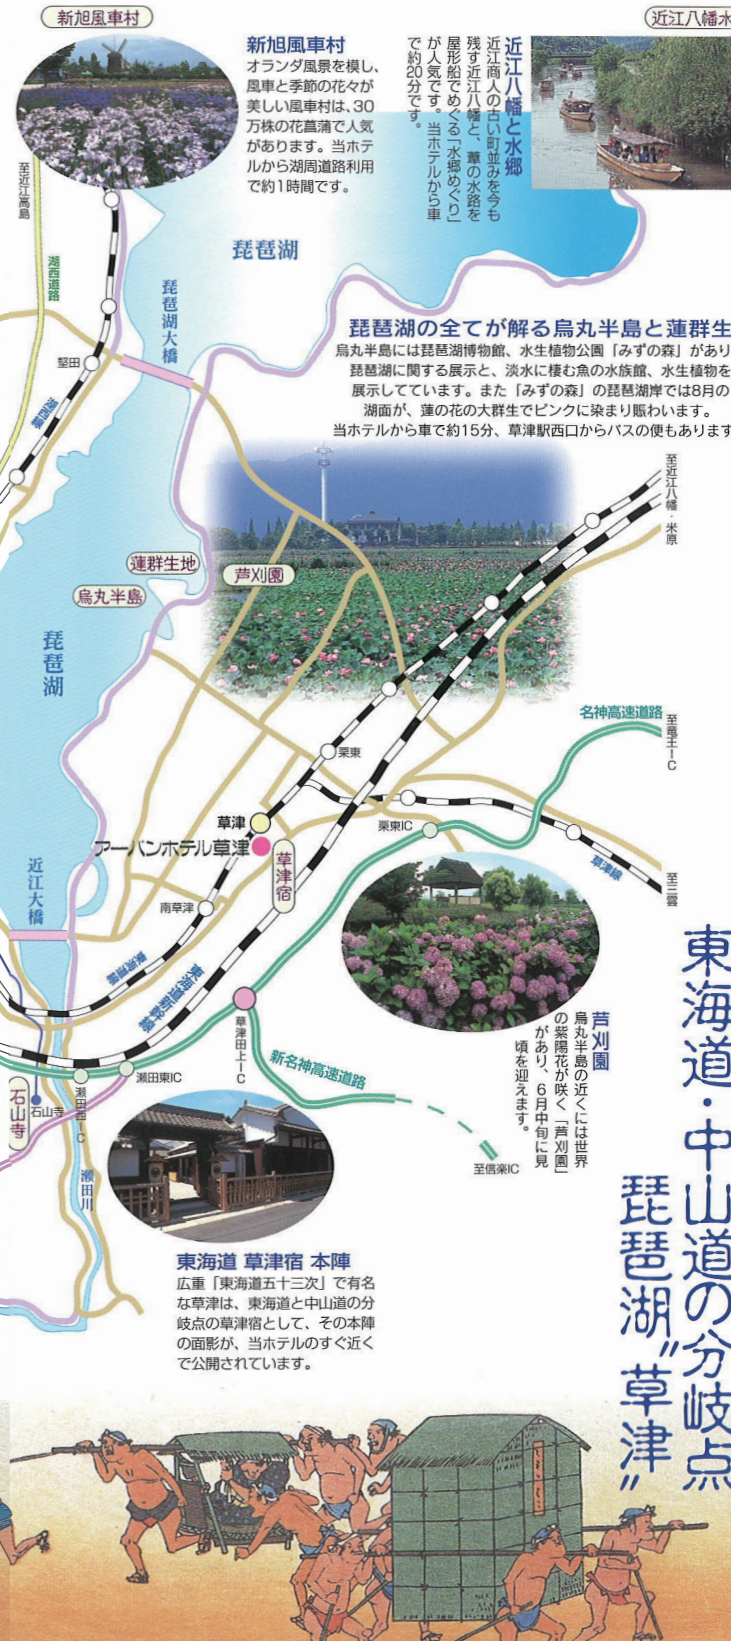 新旭風車村
近江八幡水
新旭風車村
オランダ風景を模し、
風車と季節の花々が
美しい風車村は、30
万株の花菖蒲で人気
があります。当ホテ
ルから湖周道路利用
で約1時間です。
近江八幡と水郷
近江商人の古い町並みを今も
残す近江八幡と、葦の水路を
屋形船でめぐる「水郷めぐり」
が人気です。当ホテルから車
で約20分です。
至近江高島
湖西道路
琵琶湖
琵琶湖大橋
堅田
湖西線
琵琶湖の全てが解る烏丸半島と蓮群生
烏丸半島には琵琶湖博物館、水生植物公園「みずの森」があり
琵琶湖に関する展示と、淡水に棲む魚の水族館、水生植物を
展示してています。また「みずの森」の琵琶湖岸では8月の
湖面が、蓮の花の大群生でピンクに染まり賑わいます。
当ホテルから車で約15分、草津駅西口からバスの便もあります
至近江八幡・米原
蓮群生地
芦刈園
烏丸半島
琵琶湖
名神高速道路
至竜王IC
栗東
草津
アーバンホテル草津
栗東IC
草津宿
草津線
至三雲
近江大橋
南草津
東海道線
東海道新幹線
草津田上IC
新名神高速道路
至信楽IC
瀬田東IC
瀬田西IC
石山寺
石山寺
瀬田川
芦刈園
烏丸半島の近くには世界
の紫陽花が咲く「芦刈園」
があり、6月中旬に見
頃を迎えます。
東海道 草津宿 本陣
広重「東海道五十三次」で有名
な草津は、東海道と中山道の分
岐点の草津宿として、その本陣
の面影が、当ホテルのすぐ近く
で公開されています。
東海道・中山道の分岐点
琵琶湖"草津"